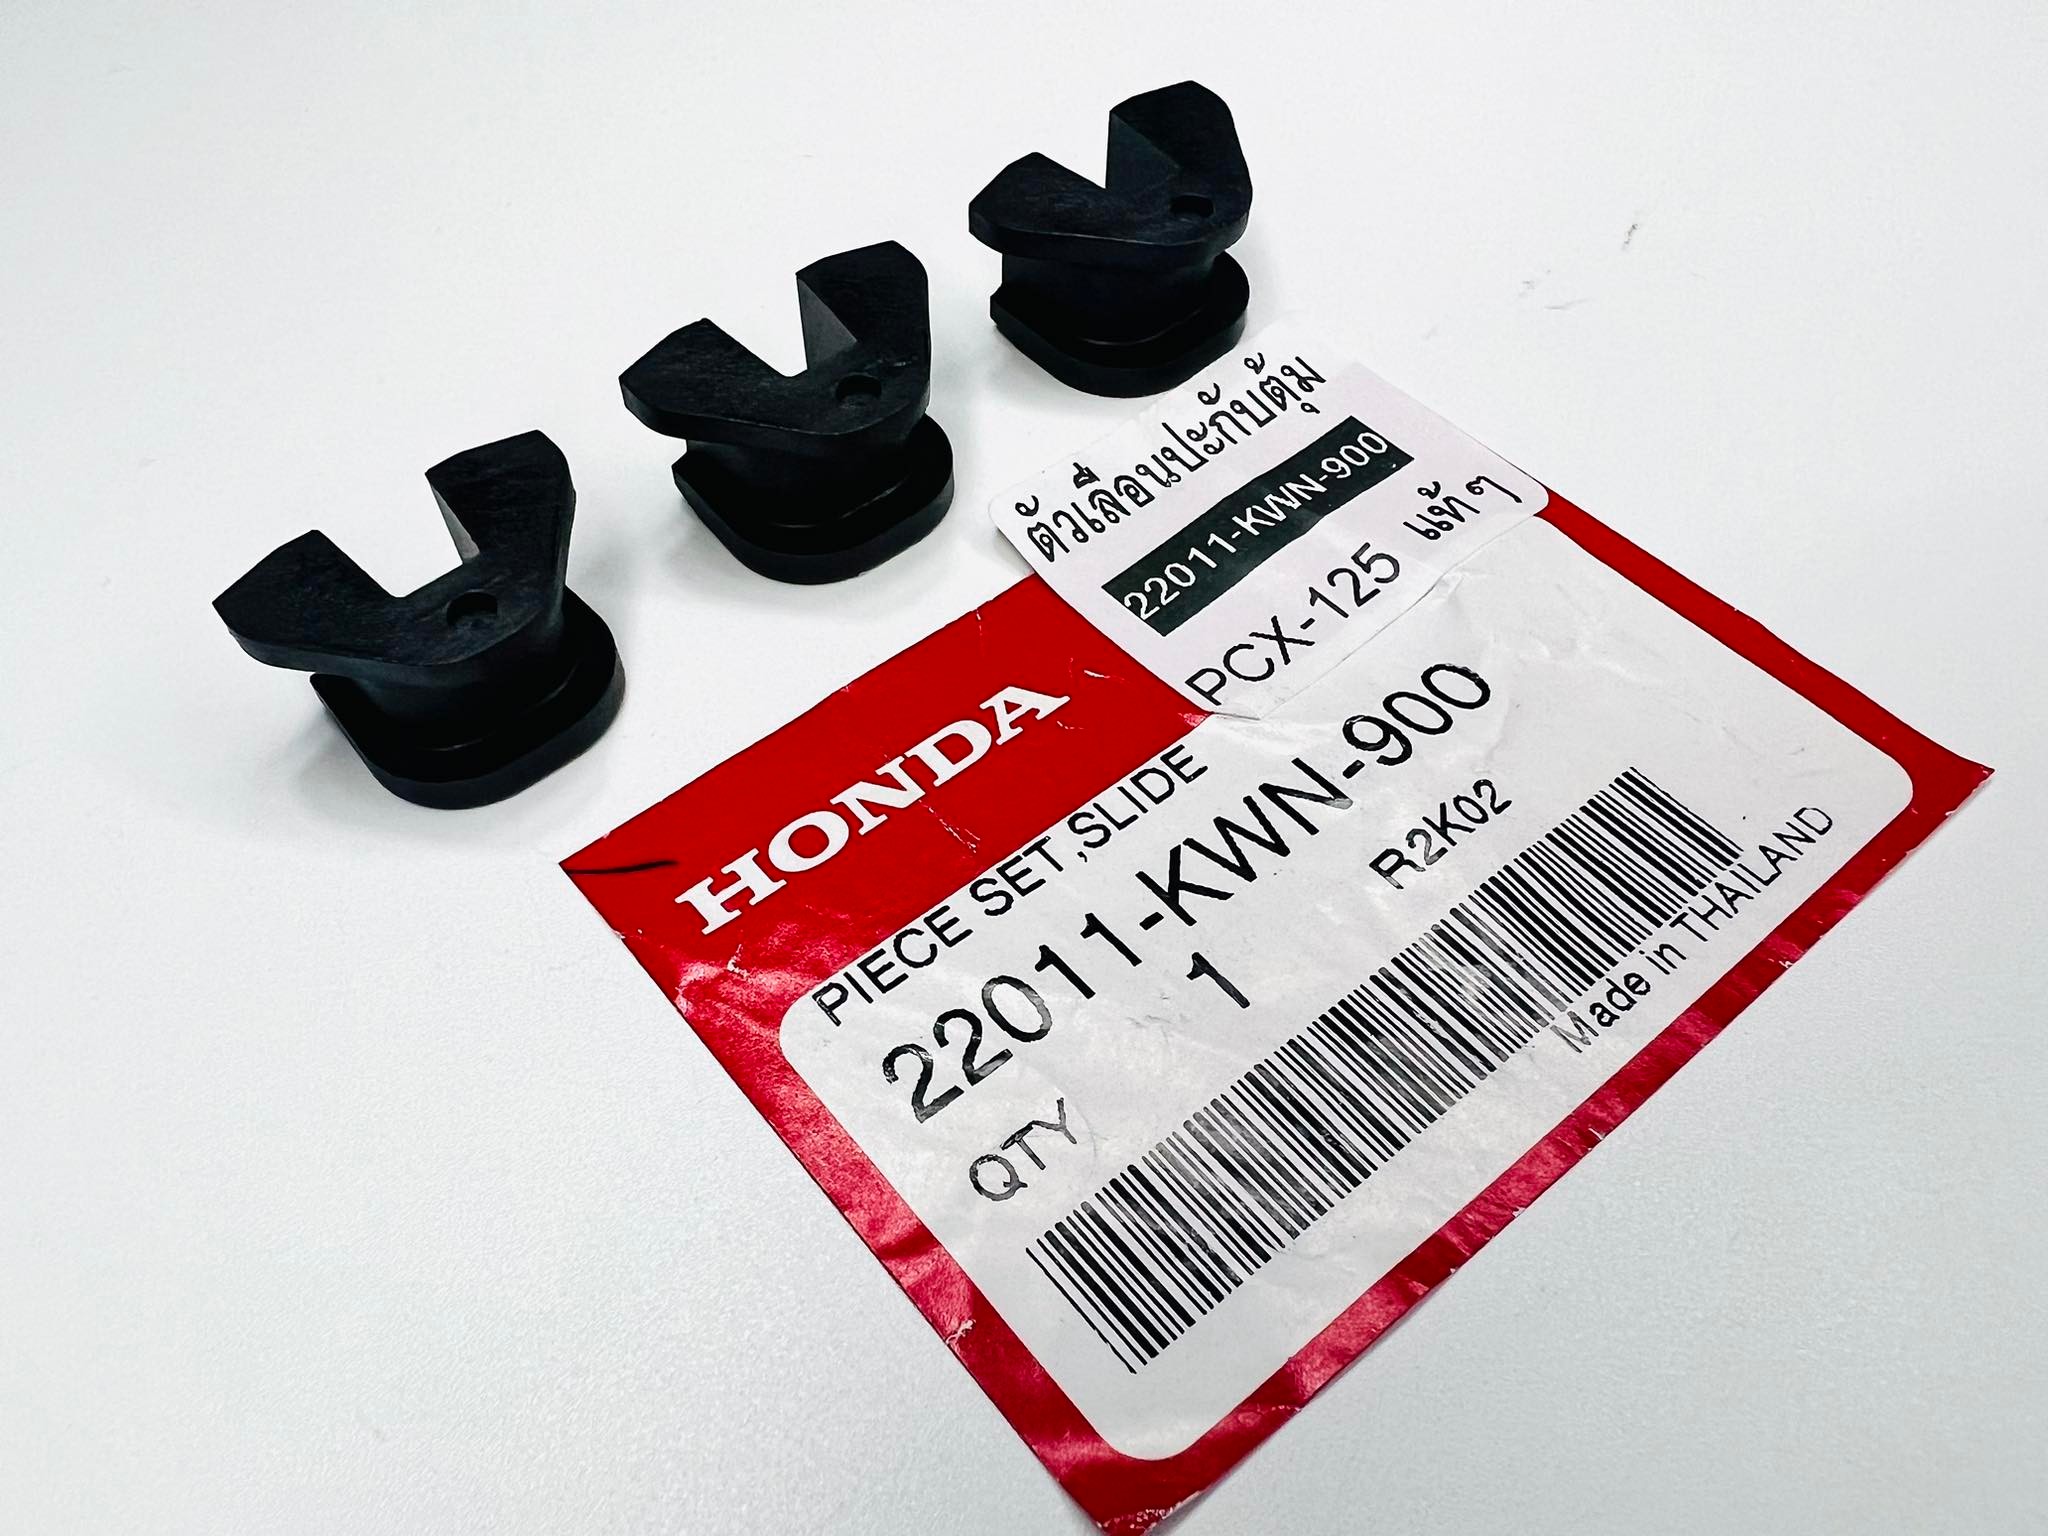 ตัวเลื่อนปะกับตุ้ม
22011-KWN-900
PCX-125 แท้ๆ
HONDA
PIECE SET,SLIDE
22011-KWN-900
QTY 1 R2K02
Made in THAILAND